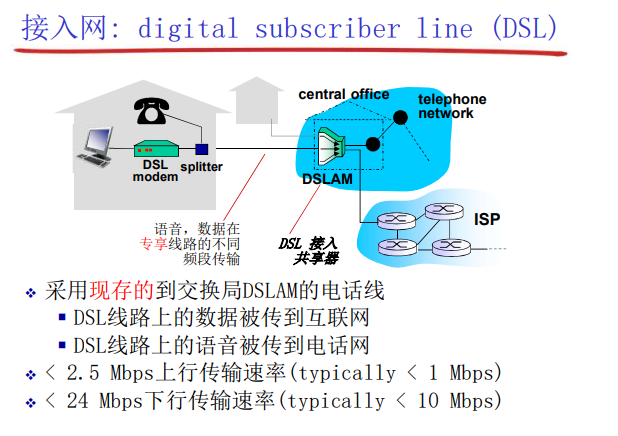 接入网: digital subscriber line (DSL)
central office
telephone
network
DSL
modem
splitter
DSLAM
ISP
语音，数据在
专享线路的不同
频段传输
DSL 接入
共享器
采用现存的到交换局DSLAM的电话线
DSL线路上的数据被传到互联网
DSL线路上的语音被传到电话网
< 2.5 Mbps上行传输速率(typically < 1 Mbps)
< 24 Mbps下行传输速率(typically < 10 Mbps)